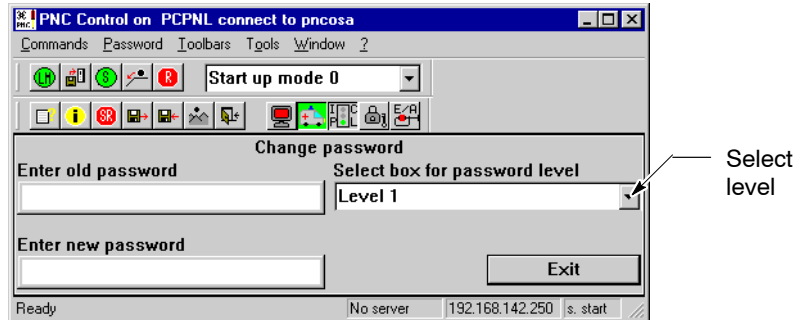 PNC Control on PCPNL connect to pncosa
Commands Password Toolbars Tools Window ?
LM S R Start up mode 0
i SR I C P L E/A
Change password
Enter old password Select box for password level
Level 1
Select level
Enter new password
Exit
Ready No server 192.168.142.250 s. start